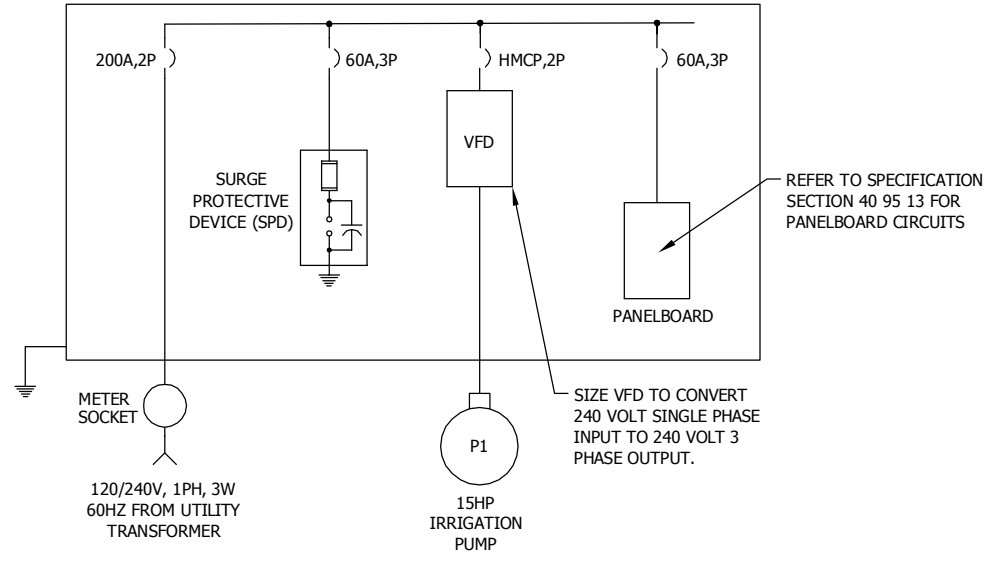 200A,2P
60A,3P
HMCP,2P
60A,3P
VFD
SURGE
PROTECTIVE
DEVICE (SPD)
REFER TO SPECIFICATION
SECTION 40 95 13 FOR
PANELBOARD CIRCUITS
PANELBOARD
METER
SOCKET
SIZE VFD TO CONVERT
240 VOLT SINGLE PHASE
INPUT TO 240 VOLT 3
PHASE OUTPUT.
P1
120/240V, 1PH, 3W
60HZ FROM UTILITY
TRANSFORMER
15HP
IRRIGATION
PUMP